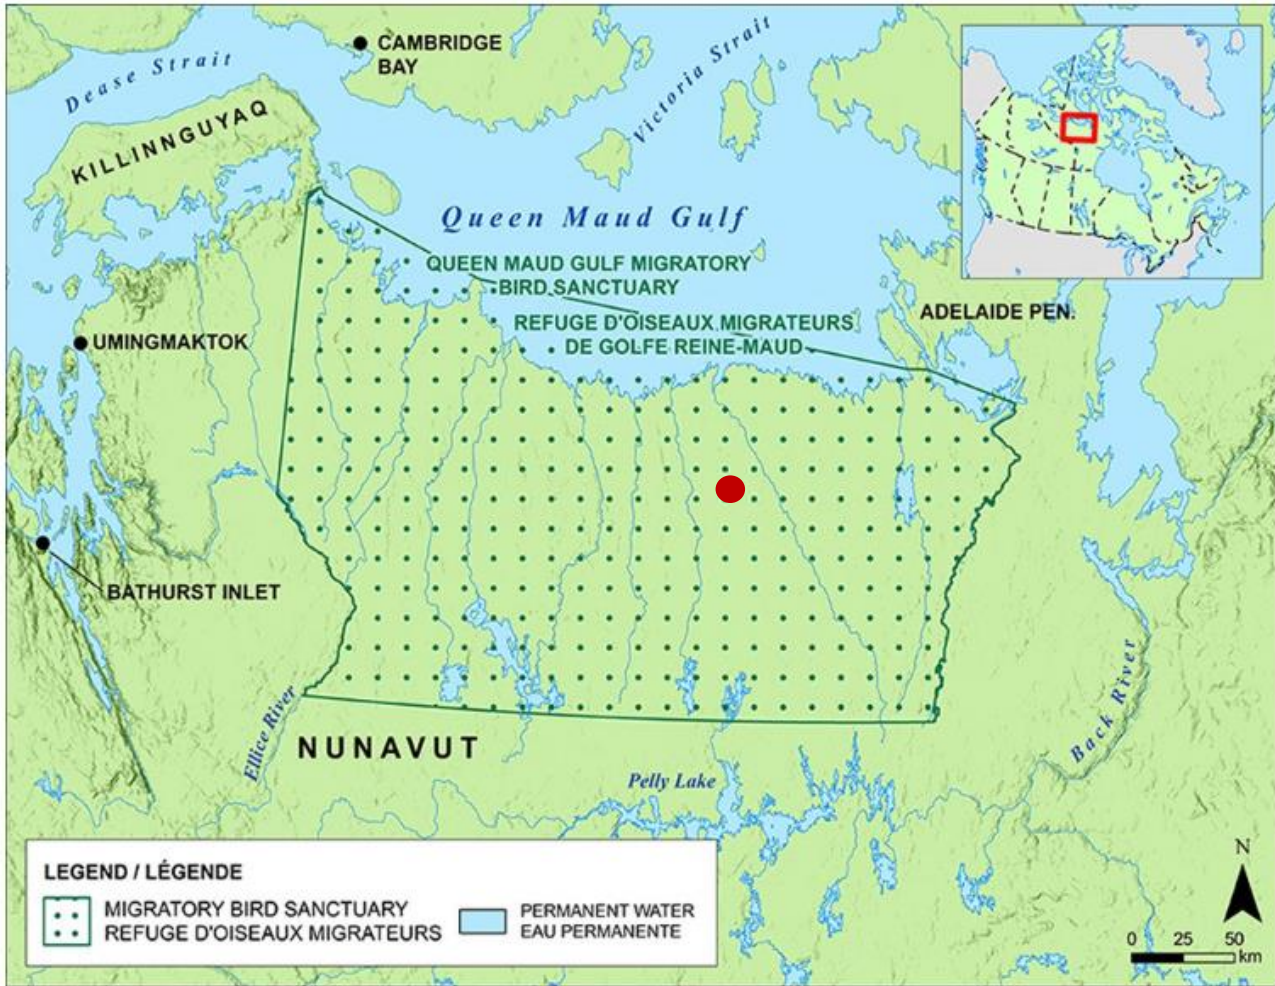 CAMBRIDGE
BAY
Dease Strait
Victoria Strait
KILLINNGUYAQ
Queen Maud Gulf
QUEEN MAUD GULF MIGRATORY
BIRD SANCTUARY
REFUGE D'OISEAUX MIGRATEURS
DE GOLFE REINE-MAUD
ADELAIDE PEN.
UMINGMAKTOK
BATHURST INLET
Ellice River
NUNAVUT
Back River
Pelly Lake
LEGEND / LÉGENDE
MIGRATORY BIRD SANCTUARY
REFUGE D'OISEAUX MIGRATEURS
PERMANENT WATER
EAU PERMANENTE
N
0 25 50
km